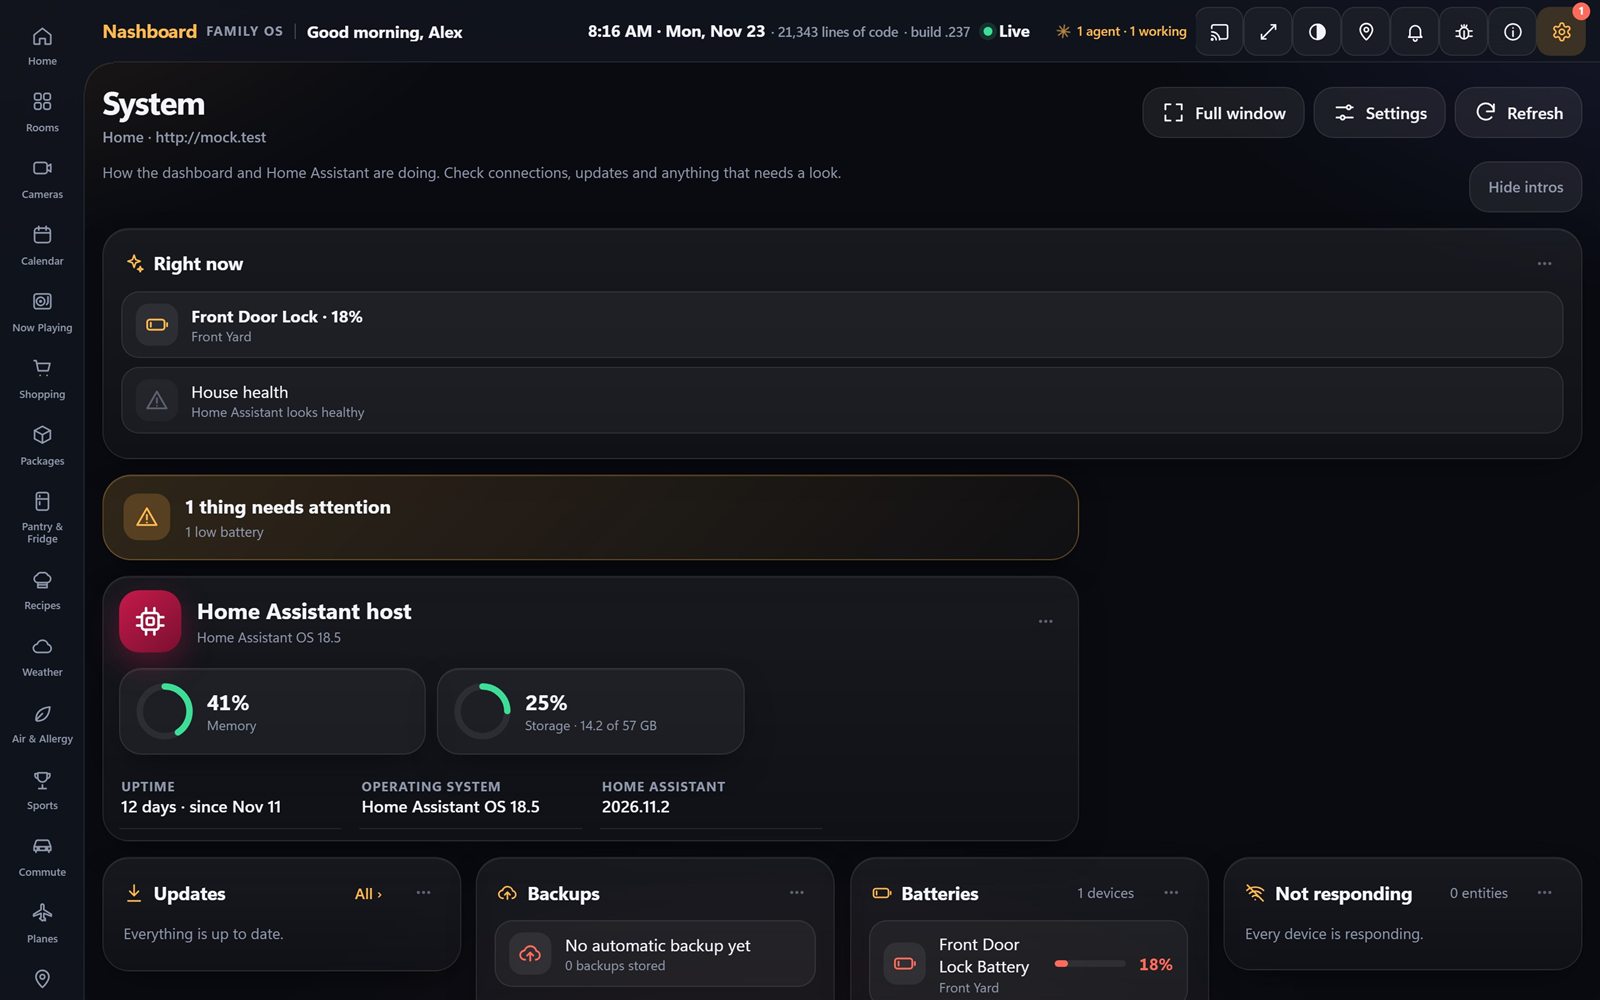 Nashboard FAMILY OS Good morning, Alex 8:16 AM · Mon, Nov 23 · 21,343 lines of code · build .237 Live 1 agent · 1 working 1
Home
Rooms
Cameras
Calendar
Now Playing
Shopping
Packages
Pantry &
Fridge
Recipes
Weather
Air & Allergy
Sports
Commute
Planes
System
Home · http://mock.test
Full window Settings Refresh
How the dashboard and Home Assistant are doing. Check connections, updates and anything that needs a look.
Hide intros
Right now
Front Door Lock · 18%
Front Yard
House health
Home Assistant looks healthy
1 thing needs attention
1 low battery
Home Assistant host
Home Assistant OS 18.5
41%
Memory
25%
Storage · 14.2 of 57 GB
UPTIME
12 days · since Nov 11
OPERATING SYSTEM
Home Assistant OS 18.5
HOME ASSISTANT
2026.11.2
Updates All ›
Everything is up to date.
Backups
No automatic backup yet
0 backups stored
Batteries 1 devices
Front Door
Lock Battery
Front Yard
18%
Not responding 0 entities
Every device is responding.